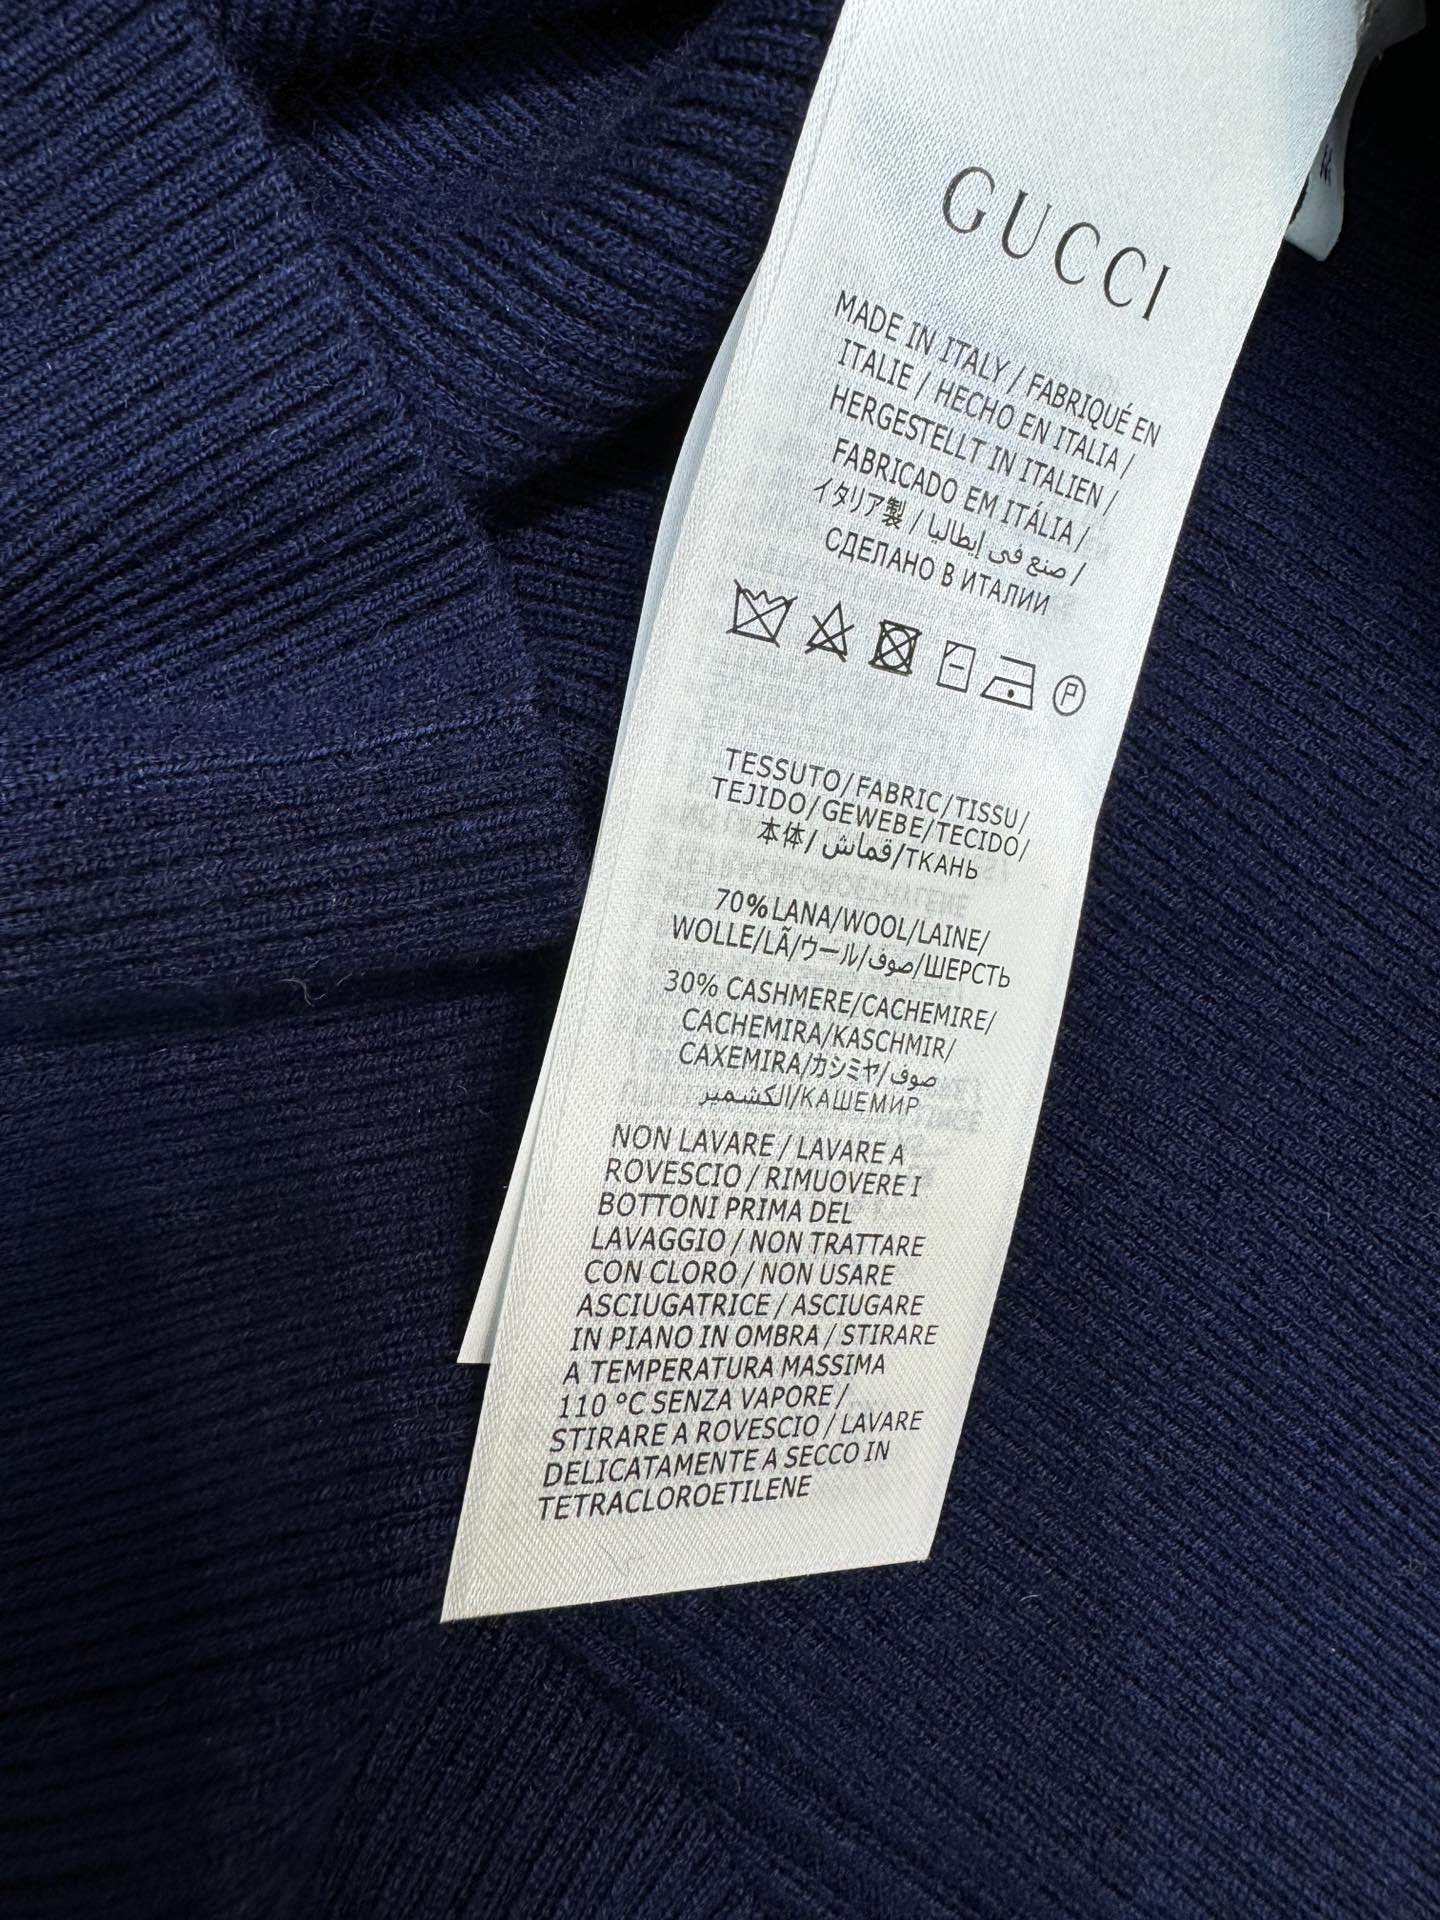 GUCCI
MADE IN ITALY / FABRIQUÉ EN
ITALIE / HECHO EN ITALIA /
HERGESTELLT IN ITALIEN /
FABRICADO EM ITÁLIA /
イタリア製 / صنع في إيطاليا /
СДЕЛАНО В ИТАЛИИ
P
TESSUTO/FABRIC/TISSU/
TEJIDO/GEWEBE/TECIDO/
本体/قماش/ТКАНЬ
70%LANA/WOOL/LAINE/
WOLLE/LÃ/ウール/صوف/ШЕРСТЬ
30% CASHMERE/CACHEMIRE/
CACHEMIRA/KASCHMIR/
CAXEMIRA/カシミヤ/صوف
الكشمير/КАШЕМИР
NON LAVARE / LAVARE A
ROVESCIO / RIMUOVERE I
BOTTONI PRIMA DEL
LAVAGGIO / NON TRATTARE
CON CLORO / NON USARE
ASCIUGATRICE / ASCIUGARE
IN PIANO IN OMBRA / STIRARE
A TEMPERATURA MASSIMA
110 °C SENZA VAPORE /
STIRARE A ROVESCIO / LAVARE
DELICATAMENTE A SECCO IN
TETRACLOROETILENE